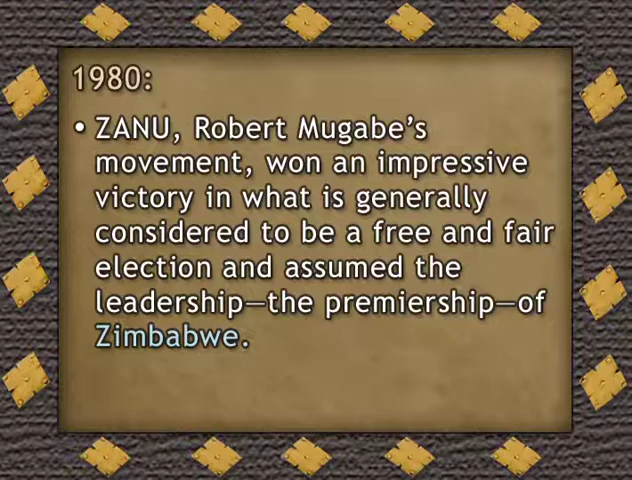 1980:
• ZANU, Robert Mugabe’s
movement, won an impressive
victory in what is generally
considered to be a free and fair
election and assumed the
leadership—the premiership—of
Zimbabwe.